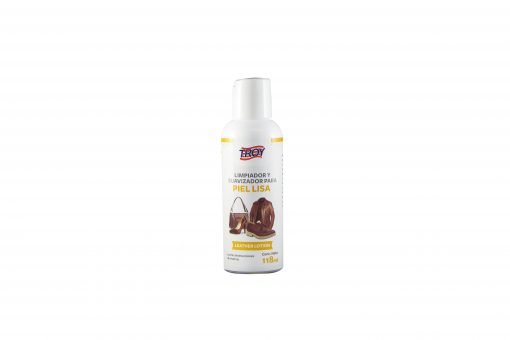 TROY
LIMPIADOR Y
SUAVIZADOR PARA
PIEL LISA
LEATHER LOTION
118